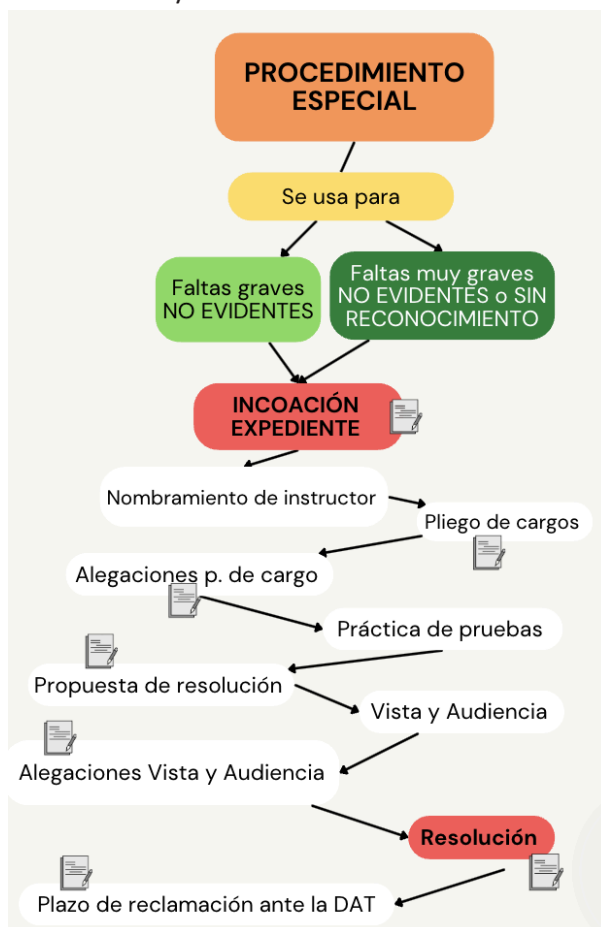 PROCEDIMIENTO
ESPECIAL
Se usa para
Faltas graves
NO EVIDENTES
Faltas muy graves
NO EVIDENTES o SIN
RECONOCIMIENTO
INCOACIÓN
EXPEDIENTE
Nombramiento de instructor
Pliego de cargos
Alegaciones p. de cargo
Práctica de pruebas
Propuesta de resolución
Vista y Audiencia
Alegaciones Vista y Audiencia
Resolución
Plazo de reclamación ante la DAT